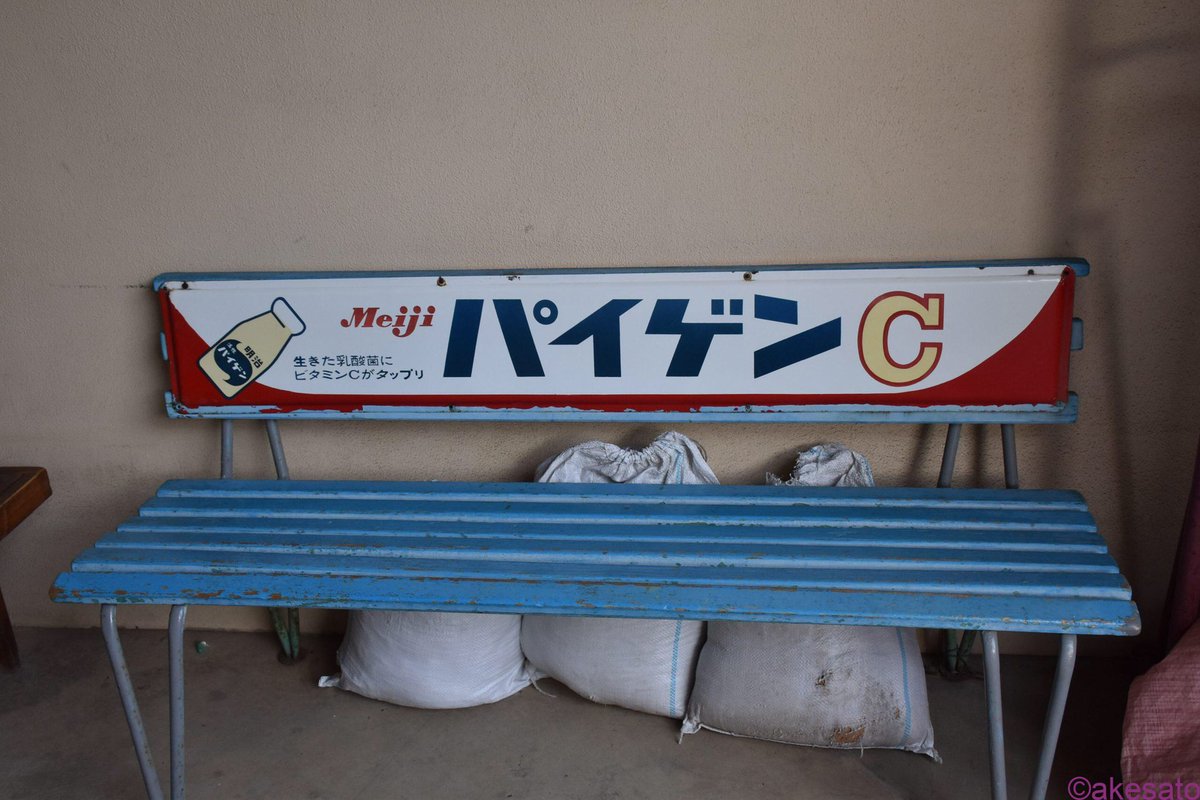 Meiji パイゲンC
生きた乳酸菌に
ビタミンCがタップリ
明治
パイゲン
©akesato